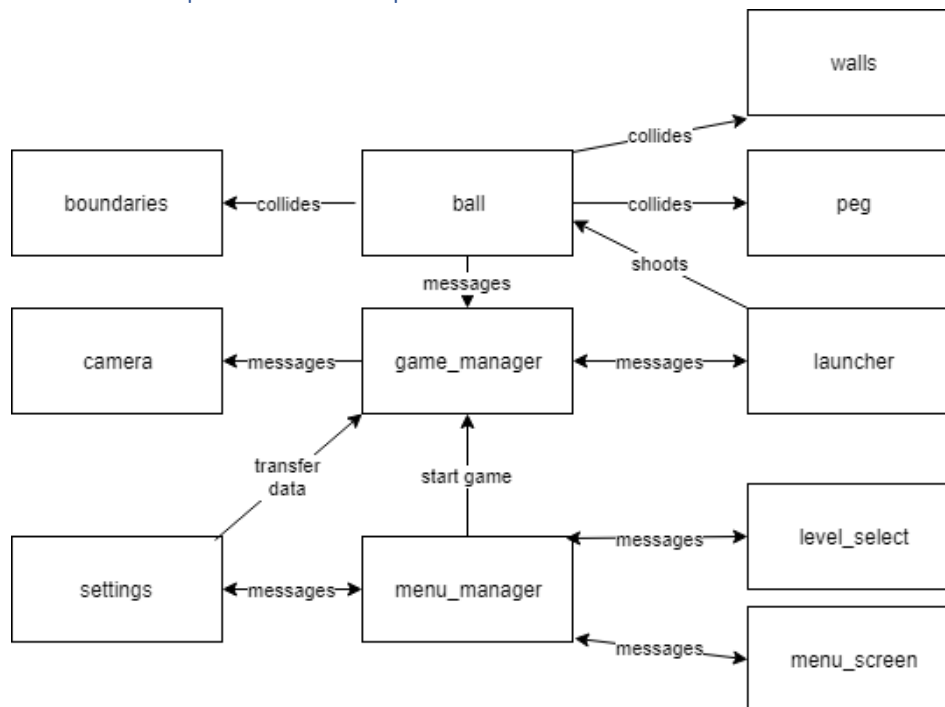 walls
collides
boundaries
collides
ball
collides
peg
shoots
messages
camera
messages
game_manager
messages
launcher
transfer
data
start game
level_select
messages
settings
messages
menu_manager
messages
menu_screen